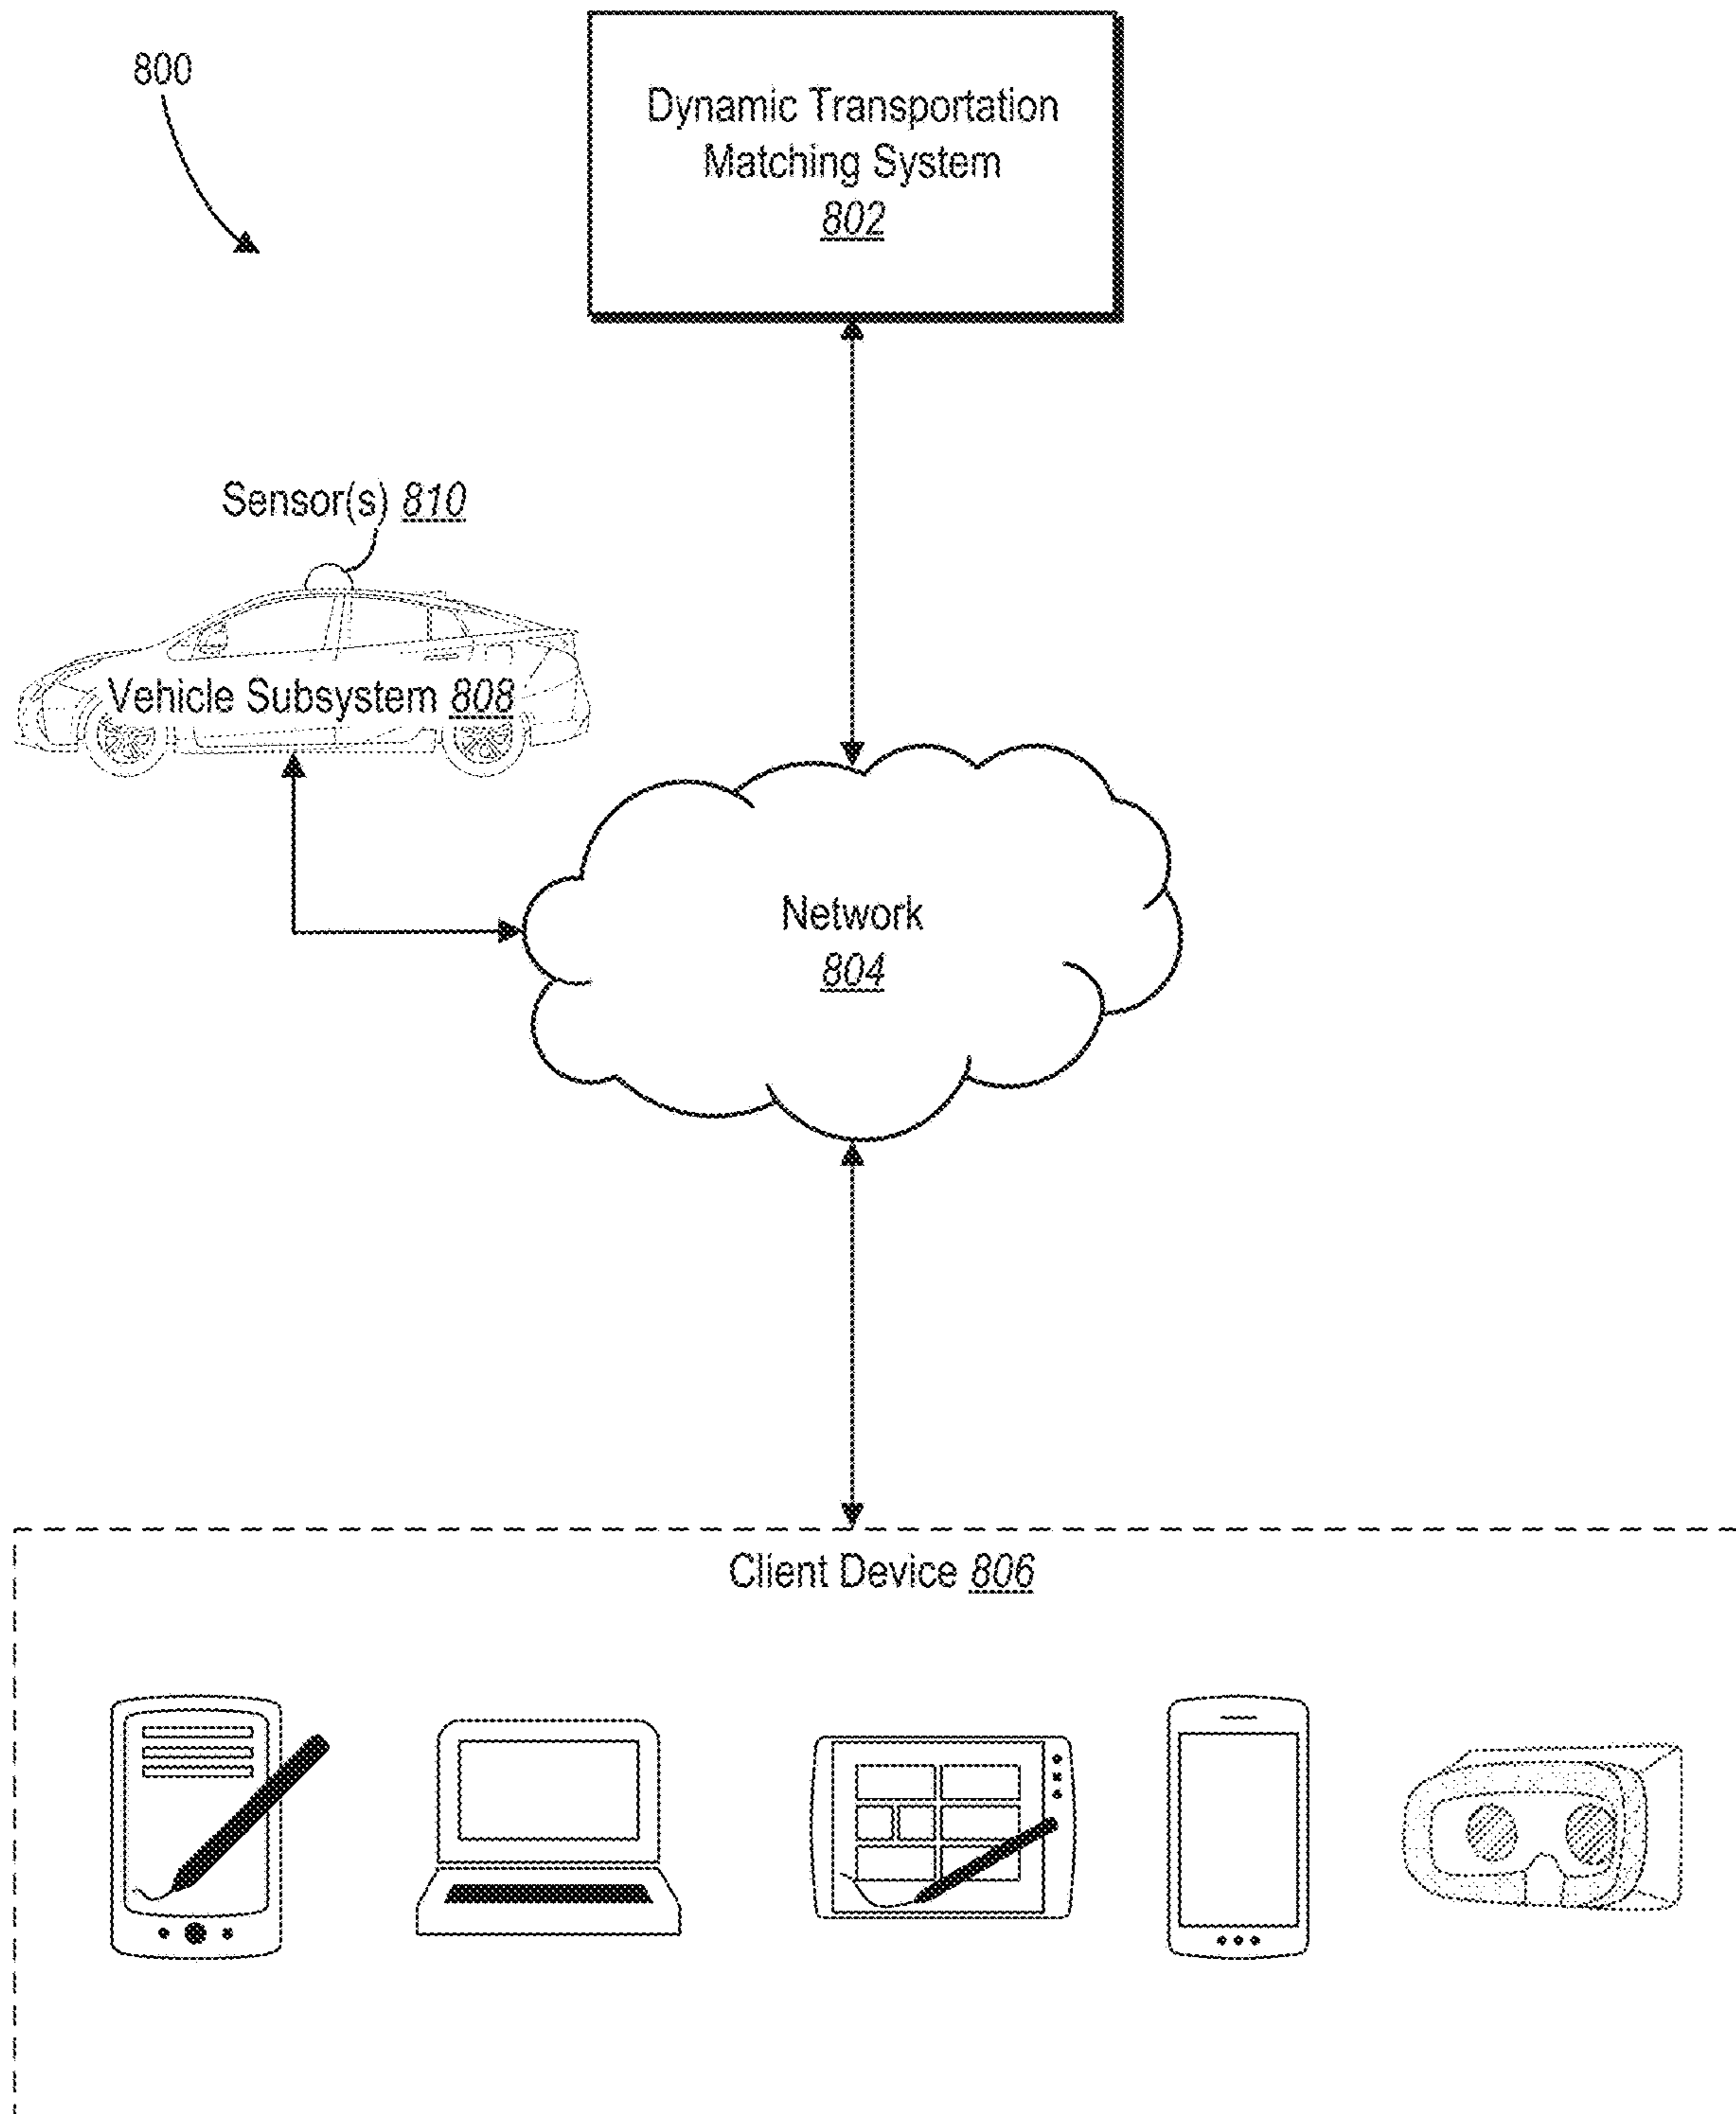 800
Dynamic Transportation
Matching System
802
Sensor(s) 810
Vehicle Subsystem 808
Network
804
Client Device 806